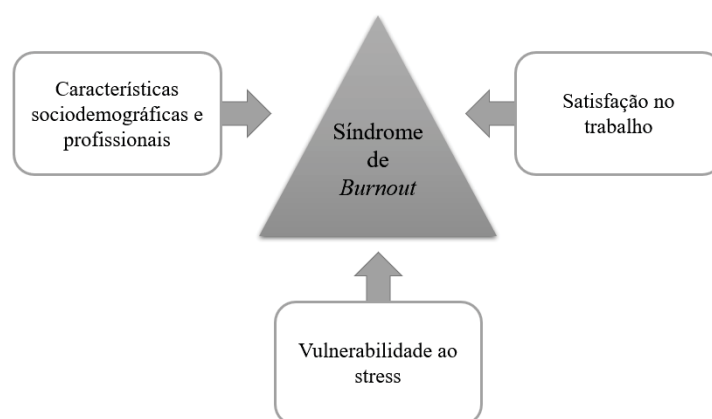 Características
sociodemográficas e
profissionais
Síndrome
de
Burnout
Satisfação no
trabalho
Vulnerabilidade ao
stress